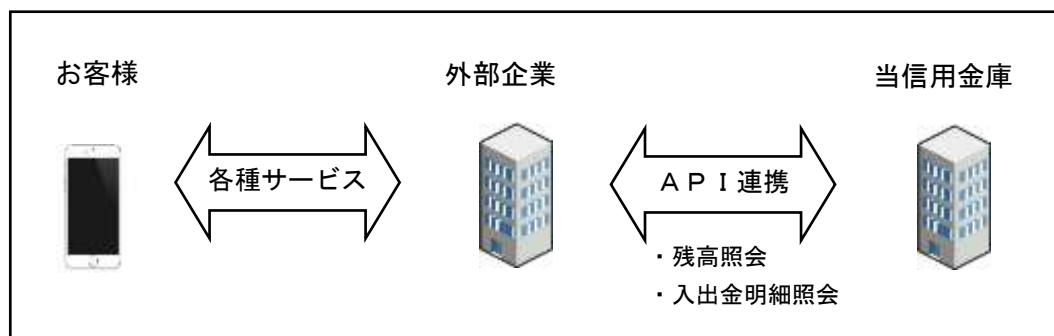 お客様
外部企業
当信用金庫
各種サービス
ＡＰＩ連携
・残高照会
・入出金明細照会